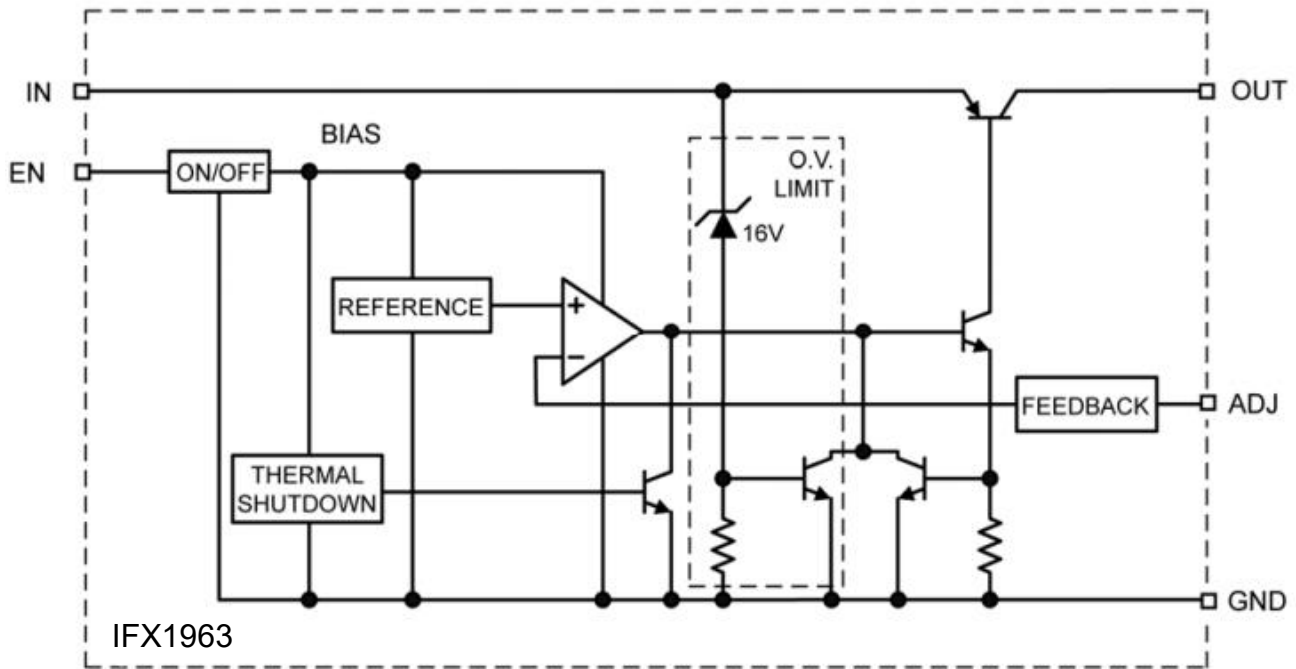 IN
OUT
BIAS
EN
ON/OFF
O.V.
LIMIT
16V
REFERENCE
+
−
FEEDBACK
ADJ
THERMAL
SHUTDOWN
GND
IFX1963